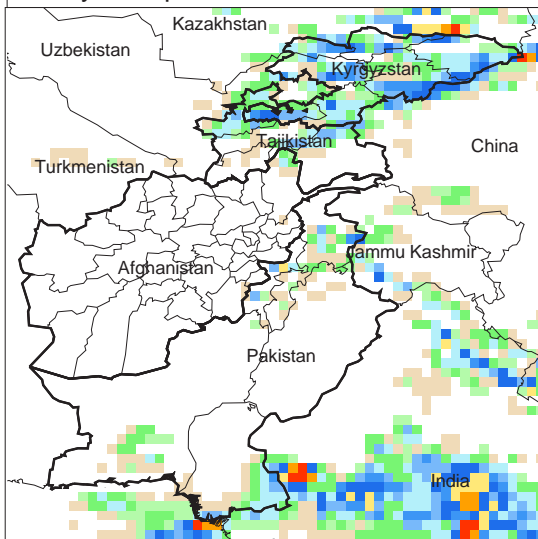 Kazakhstan
Uzbekistan
Kyrgyzstan
Tajikistan
China
Turkmenistan
Jammu Kashmir
Afghanistan
Pakistan
India